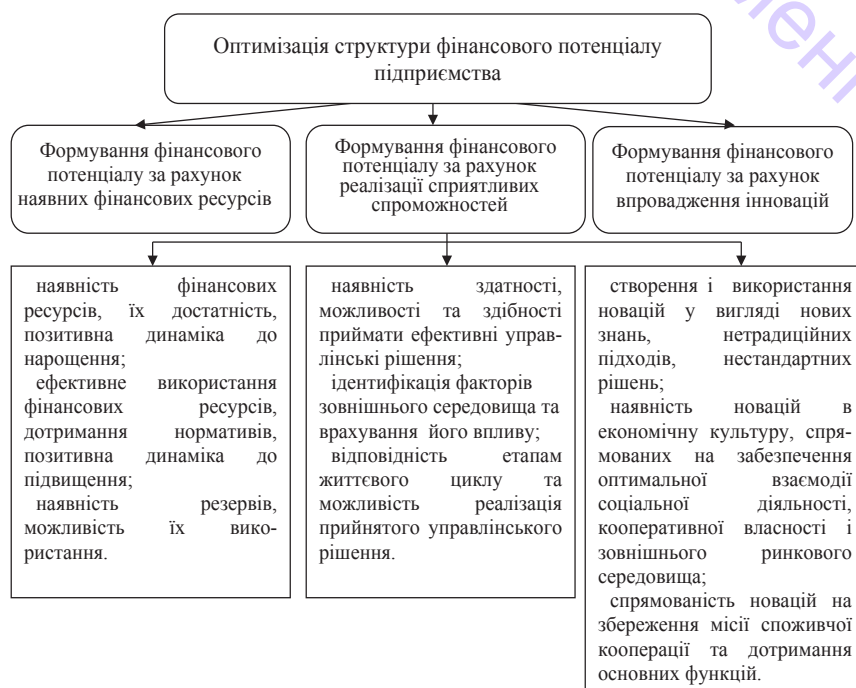 Оптимізація структури фінансового потенціалу
підприємства
Формування фінансового
потенціалу за рахунок
наявних фінансових ресурсів
Формування фінансового
потенціалу за рахунок
реалізації сприятливих
спроможностей
Формування фінансового
потенціалу за рахунок
впровадження інновацій
наявність фінансових
ресурсів, їх достатність,
позитивна динаміка до
нарощення;
ефективне використання
фінансових ресурсів,
дотримання нормативів,
позитивна динаміка до
підвищення;
наявність резервів,
можливість їх вико-
ристання.
наявність здатності,
можливості та здібності
приймати ефективні управ-
лінські рішення;
ідентифікація факторів
зовнішнього середовища та
врахування його впливу;
відповідність етапам
життєвого циклу та
можливість реалізація
прийнятого управлінського
рішення.
створення і використання
новацій у вигляді нових
знань, нетрадиційних
підходів, нестандартних
рішень;
наявність новацій в
економічну культуру, спря-
мованих на забезпечення
оптимальної взаємодії
соціальної діяльності,
кооперативної власності і
зовнішнього ринкового
середовища;
спрямованість новацій на
збереження місії споживчої
кооперації та дотримання
основних функцій.